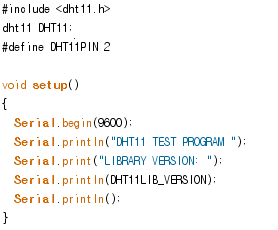 #include <dht11.h>
dht11 DHT11;
#define DHT11PIN 2
void setup()
{
Serial.begin(9600);
Serial.println("DHT11 TEST PROGRAM ");
Serial.print("LIBRARY VERSION: ");
Serial.println(DHT11LIB_VERSION);
Serial.println();
}